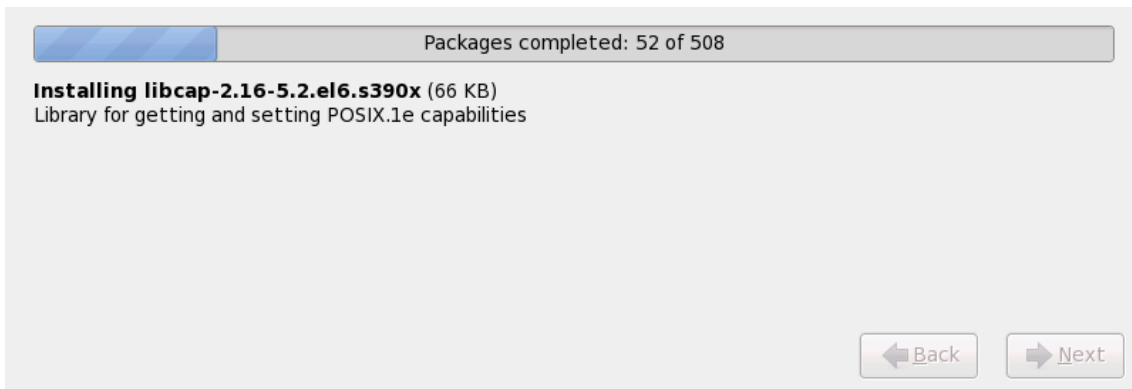 Packages completed: 52 of 508
Installing libcap-2.16-5.2.el6.s390x (66 KB)
Library for getting and setting POSIX.1e capabilities
Back
Next